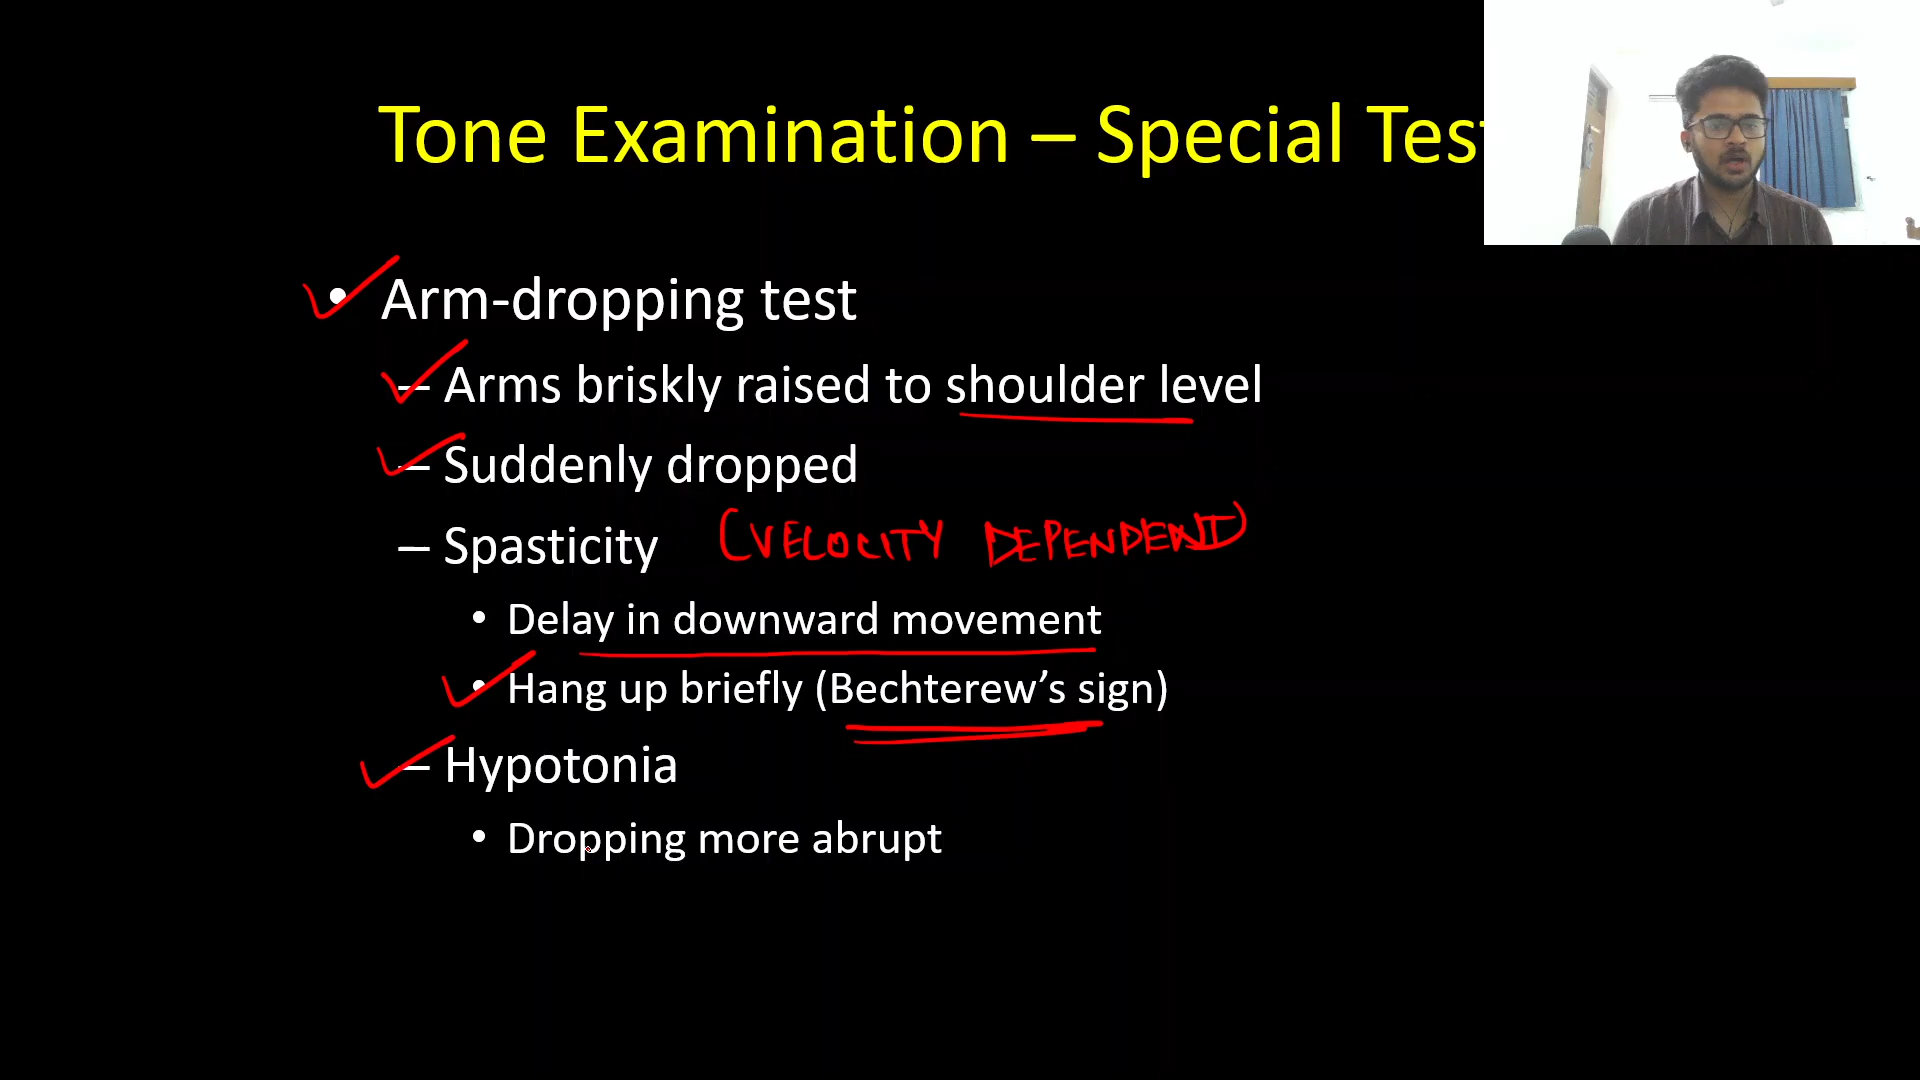 Tone Examination – Special Test
• Arm-dropping test
– Arms briskly raised to shoulder level
– Suddenly dropped
– Spasticity (VELOCITY DEPENDENT)
• Delay in downward movement
• Hang up briefly (Bechterew’s sign)
– Hypotonia
• Dropping more abrupt